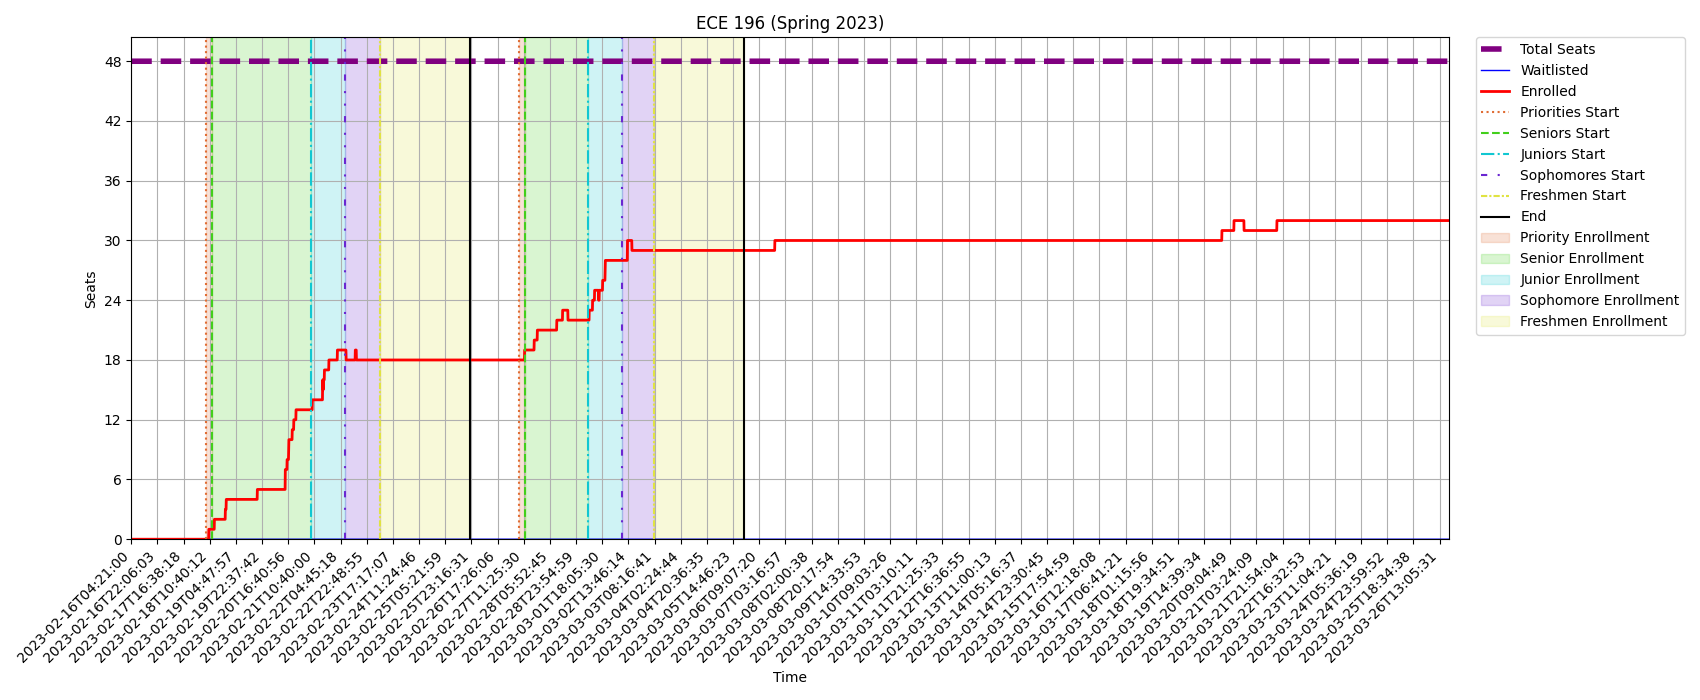 ECE 196 (Spring 2023)
Seats
48
42
36
30
24
18
12
6
0
2023-02-16T04:21:00
2023-02-16T22:06:03
2023-02-17T16:38:18
2023-02-18T10:40:12
2023-02-19T04:47:57
2023-02-19T22:37:42
2023-02-20T16:40:56
2023-02-21T10:40:00
2023-02-22T04:45:18
2023-02-22T22:48:55
2023-02-23T17:17:07
2023-02-24T11:24:46
2023-02-25T05:21:59
2023-02-25T23:16:31
2023-02-26T17:26:06
2023-02-27T11:25:30
2023-02-28T05:52:45
2023-02-28T23:54:59
2023-03-01T18:05:30
2023-03-02T13:46:14
2023-03-03T08:16:41
2023-03-04T02:24:44
2023-03-04T20:36:35
2023-03-05T14:46:23
2023-03-06T09:07:20
2023-03-07T03:16:57
2023-03-08T02:00:38
2023-03-08T20:17:54
2023-03-09T14:33:53
2023-03-10T09:03:26
2023-03-11T03:10:11
2023-03-11T21:25:33
2023-03-12T16:36:55
2023-03-13T11:00:13
2023-03-14T05:16:37
2023-03-14T23:30:45
2023-03-15T17:54:59
2023-03-16T12:18:08
2023-03-17T06:41:21
2023-03-18T01:15:56
2023-03-18T19:34:51
2023-03-19T14:39:34
2023-03-20T09:04:49
2023-03-21T03:24:09
2023-03-21T21:54:04
2023-03-22T16:32:53
2023-03-23T11:04:21
2023-03-24T05:36:19
2023-03-24T23:59:52
2023-03-25T18:34:38
2023-03-26T13:05:31
Time
Total Seats
Waitlisted
Enrolled
Priorities Start
Seniors Start
Juniors Start
Sophomores Start
Freshmen Start
End
Priority Enrollment
Senior Enrollment
Junior Enrollment
Sophomore Enrollment
Freshmen Enrollment